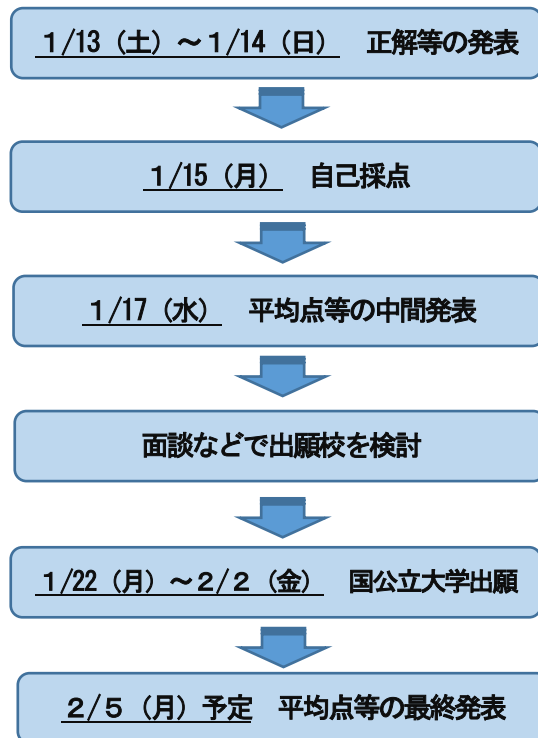 １/13（土）～１/14（日）　正解等の発表
１/15（月）　自己採点
１/17（水）　平均点等の中間発表
面談などで出願校を検討
１/22（月）～２/２（金）　国公立大学出願
２/５（月）予定　平均点等の最終発表